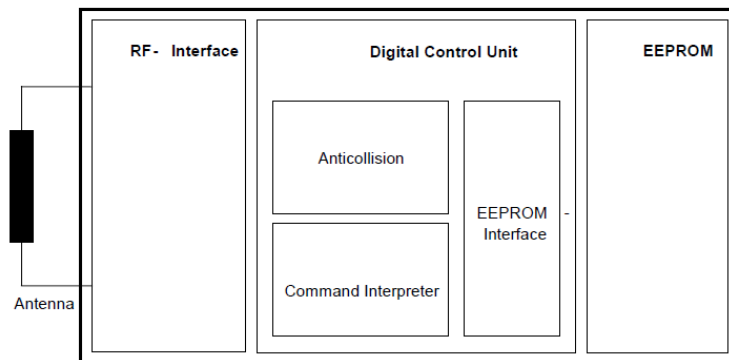 RF- Interface
Digital Control Unit
EEPROM
Anticollision
EEPROM -
Interface
Command Interpreter
Antenna